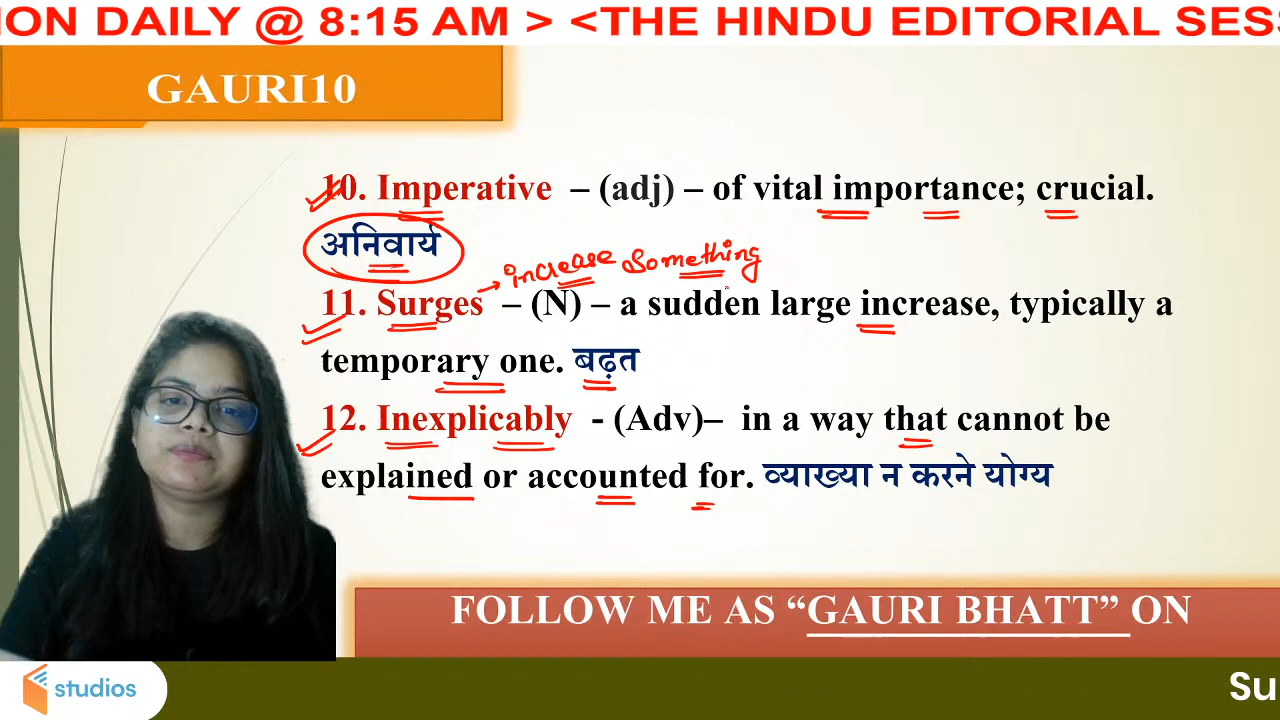 ION DAILY @ 8:15 AM > <THE HINDU EDITORIAL SESS
GAURI10
10. Imperative – (adj) – of vital importance; crucial.
अनिवार्य
increase something
11. Surges – (N) – a sudden large increase, typically a
temporary one. बढ़त
12. Inexplicably - (Adv)– in a way that cannot be
explained or accounted for. व्याख्या न करने योग्य
FOLLOW ME AS “GAURI BHATT” ON
studios
Su